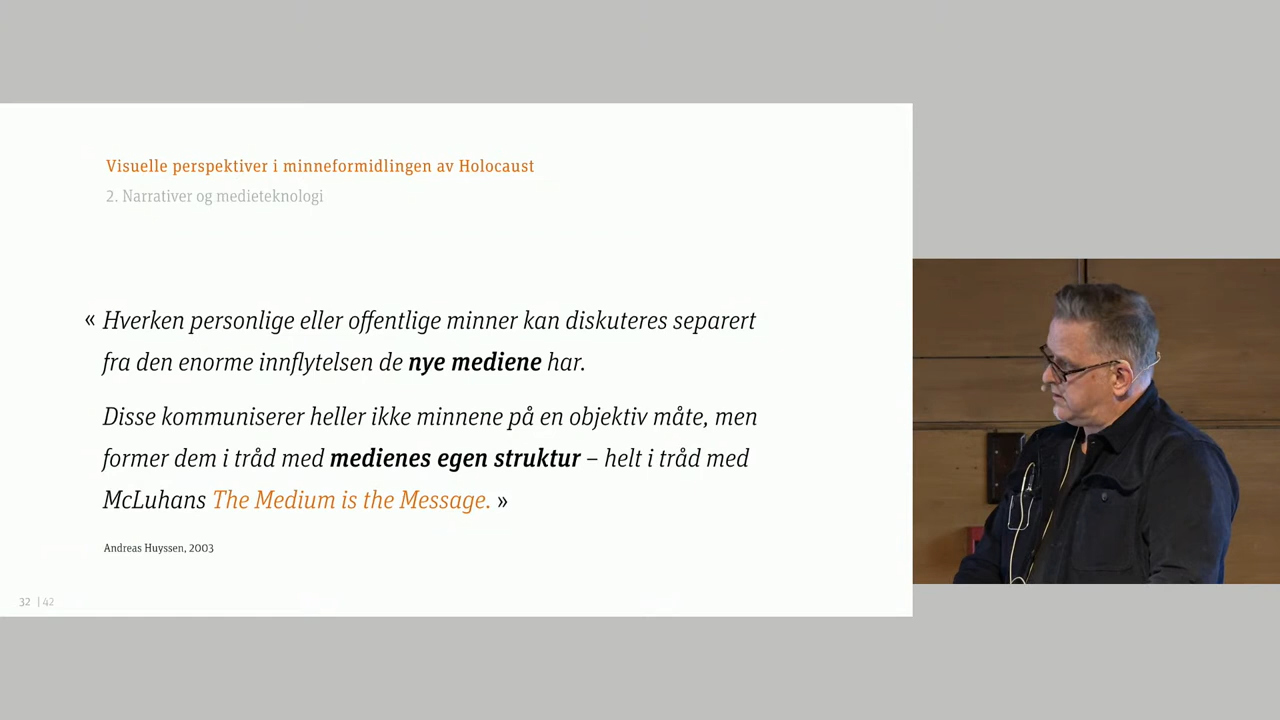 Visuelle perspektiver i minneformidlingen av Holocaust
2. Narrativer og medieteknologi
« Hverken personlige eller offentlige minner kan diskuteres separert
fra den enorme innflytelsen de nye mediene har.
Disse kommuniserer heller ikke minnene på en objektiv måte, men
former dem i tråd med medienes egen struktur – helt i tråd med
McLuhans The Medium is the Message. »
Andreas Huyssen, 2003
32 | 42